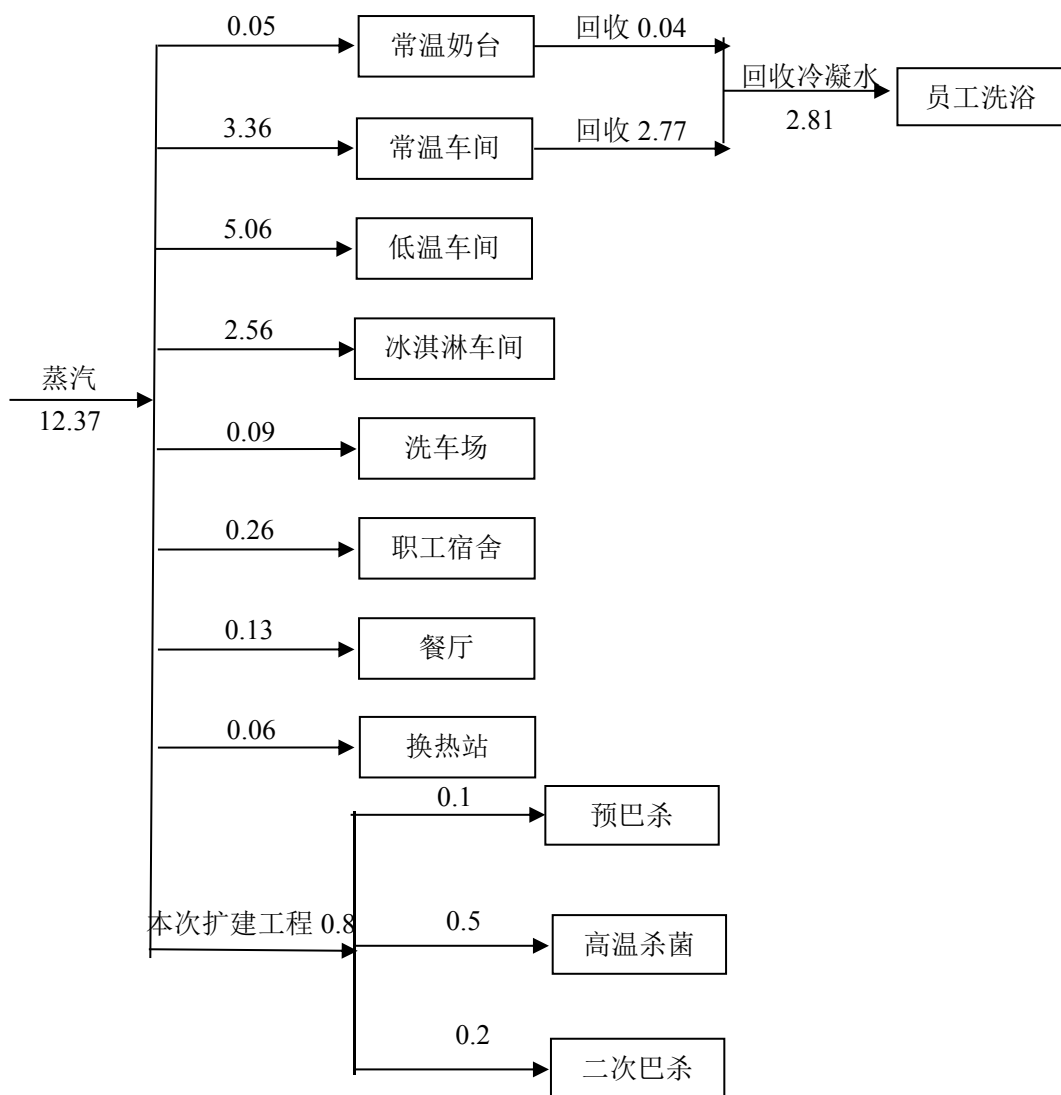 0.05
常温奶台
回收 0.04
回收冷凝水
2.81
员工洗浴
3.36
常温车间
回收 2.77
5.06
低温车间
2.56
冰淇淋车间
蒸汽
12.37
0.09
洗车场
0.26
职工宿舍
0.13
餐厅
0.06
换热站
0.1
预巴杀
本次扩建工程 0.8
0.5
高温杀菌
0.2
二次巴杀